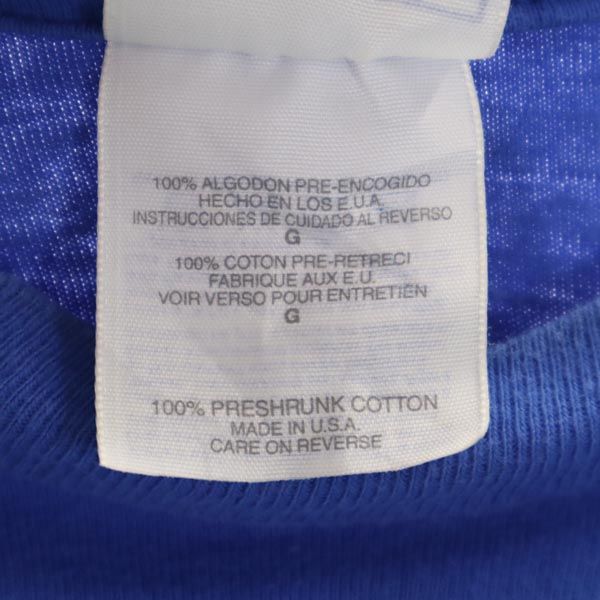 100% ALGODON PRE-ENCOGIDO
HECHO EN LOS E.U.A.
INSTRUCCIONES DE CUIDADO AL REVERSO
G
100% COTON PRE-RETRECI
FABRIQUE AUX E.U.
VOIR VERSO POUR ENTRETIEN
G
100% PRESHRUNK COTTON
MADE IN U.S.A.
CARE ON REVERSE